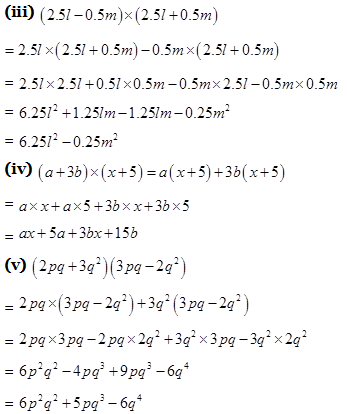 (iii) (2.5l−0.5m)×(2.5l+0.5m)
= 2.5l×(2.5l+0.5m)−0.5m×(2.5l+0.5m)
= 2.5l×2.5l+0.5l×0.5m−0.5m×2.5l−0.5m×0.5m
= 6.25l²+1.25lm−1.25lm−0.25m²
= 6.25l²−0.25m²
(iv) (a+3b)×(x+5)=a(x+5)+3b(x+5)
= a×x+a×5+3b×x+3b×5
= ax+5a+3bx+15b
(v) (2pq+3q²)(3pq−2q²)
= 2pq×(3pq−2q²)+3q²(3pq−2q²)
= 2pq×3pq−2pq×2q²+3q²×3pq−3q²×2q²
= 6p²q²−4pq³+9pq³−6q⁴
= 6p²q²+5pq³−6q⁴